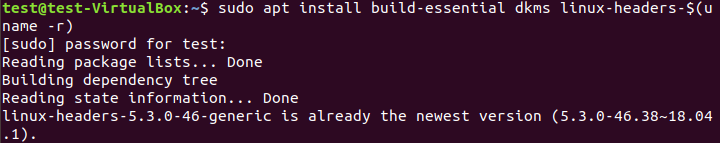 test@test-VirtualBox:~$ sudo apt install build-essential dkms linux-headers-$(u
name -r)
[sudo] password for test:
Reading package lists... Done
Building dependency tree
Reading state information... Done
linux-headers-5.3.0-46-generic is already the newest version (5.3.0-46.38~18.04
.1).